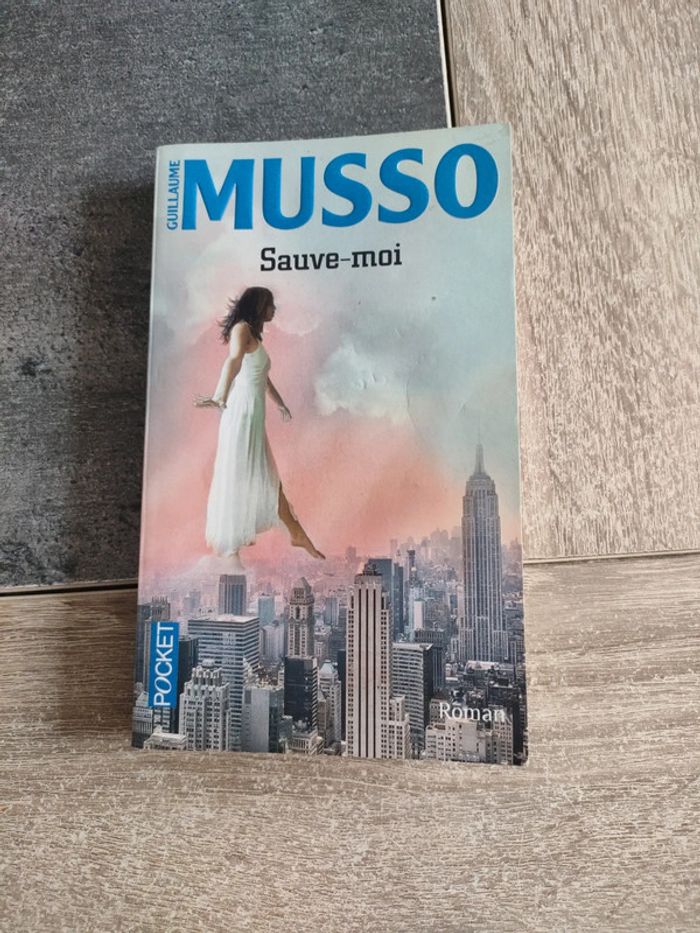 GUILLAUME
MUSSO
Sauve-moi
POCKET
Roman